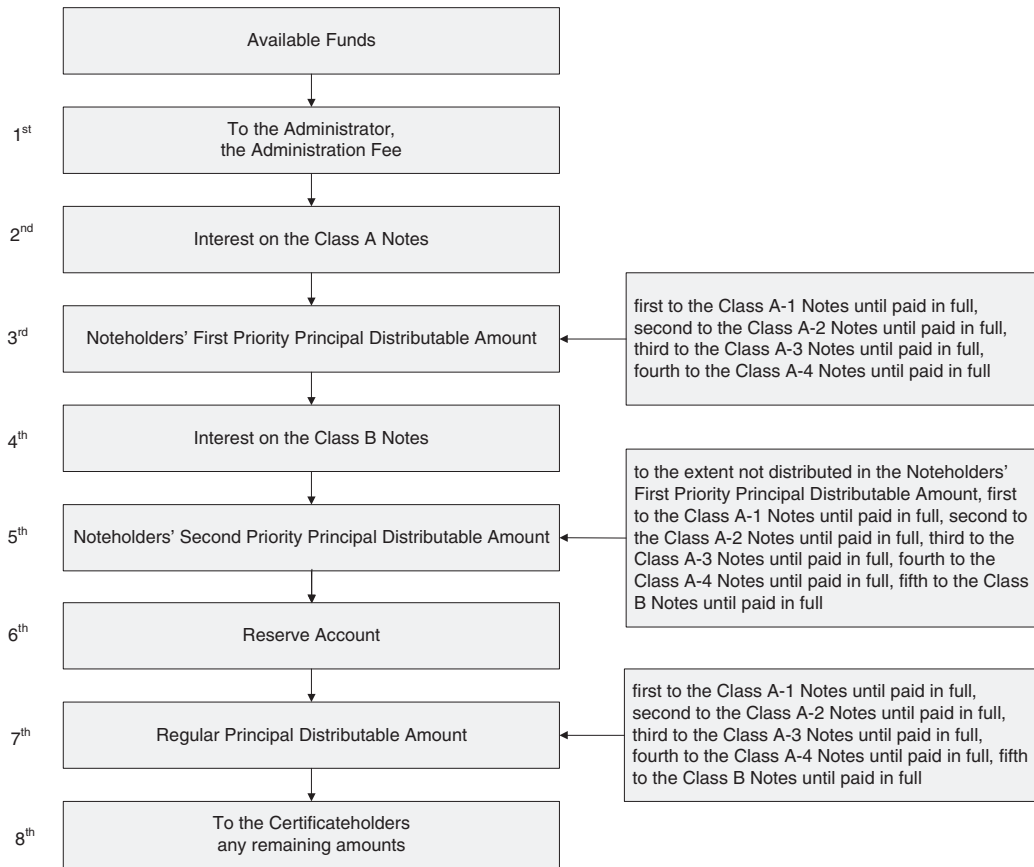 Available Funds
1st
To the Administrator,
the Administration Fee
2nd
Interest on the Class A Notes
3rd
Noteholders' First Priority Principal Distributable Amount
first to the Class A-1 Notes until paid in full,
second to the Class A-2 Notes until paid in full,
third to the Class A-3 Notes until paid in full,
fourth to the Class A-4 Notes until paid in full
4th
Interest on the Class B Notes
5th
Noteholders' Second Priority Principal Distributable Amount
to the extent not distributed in the Noteholders'
First Priority Principal Distributable Amount, first
to the Class A-1 Notes until paid in full, second to
the Class A-2 Notes until paid in full, third to the
Class A-3 Notes until paid in full, fourth to the
Class A-4 Notes until paid in full, fifth to the Class
B Notes until paid in full
6th
Reserve Account
7th
Regular Principal Distributable Amount
first to the Class A-1 Notes until paid in full,
second to the Class A-2 Notes until paid in full,
third to the Class A-3 Notes until paid in full,
fourth to the Class A-4 Notes until paid in full, fifth
to the Class B Notes until paid in full
8th
To the Certificateholders
any remaining amounts